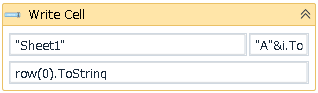 Write Cell
"Sheet1" "A"&i.To
row(0).ToString